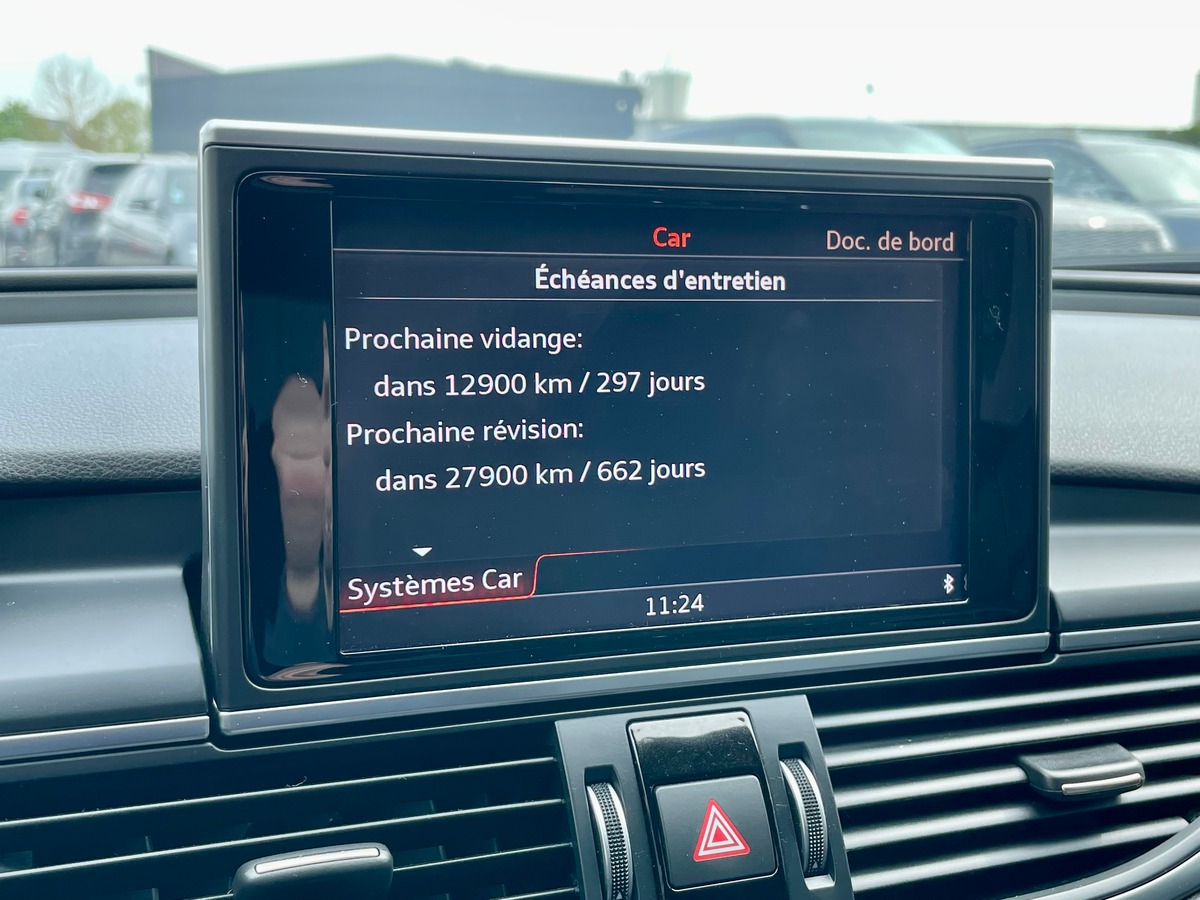 Car
Doc. de bord
Échéances d'entretien
Prochaine vidange:
dans 12900 km / 297 jours
Prochaine révision:
dans 27900 km / 662 jours
Systèmes Car
11:24